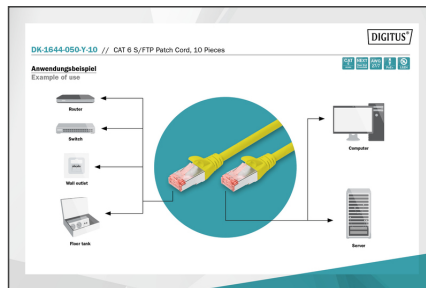 DIGITUS®
DK-1644-050-Y-10 // CAT 6 S/FTP Patch Cord, 10 Pieces
Anwendungsbeispiel
Example of use
Router
Switch
Wall outlet
Floor tank
Computer
Server